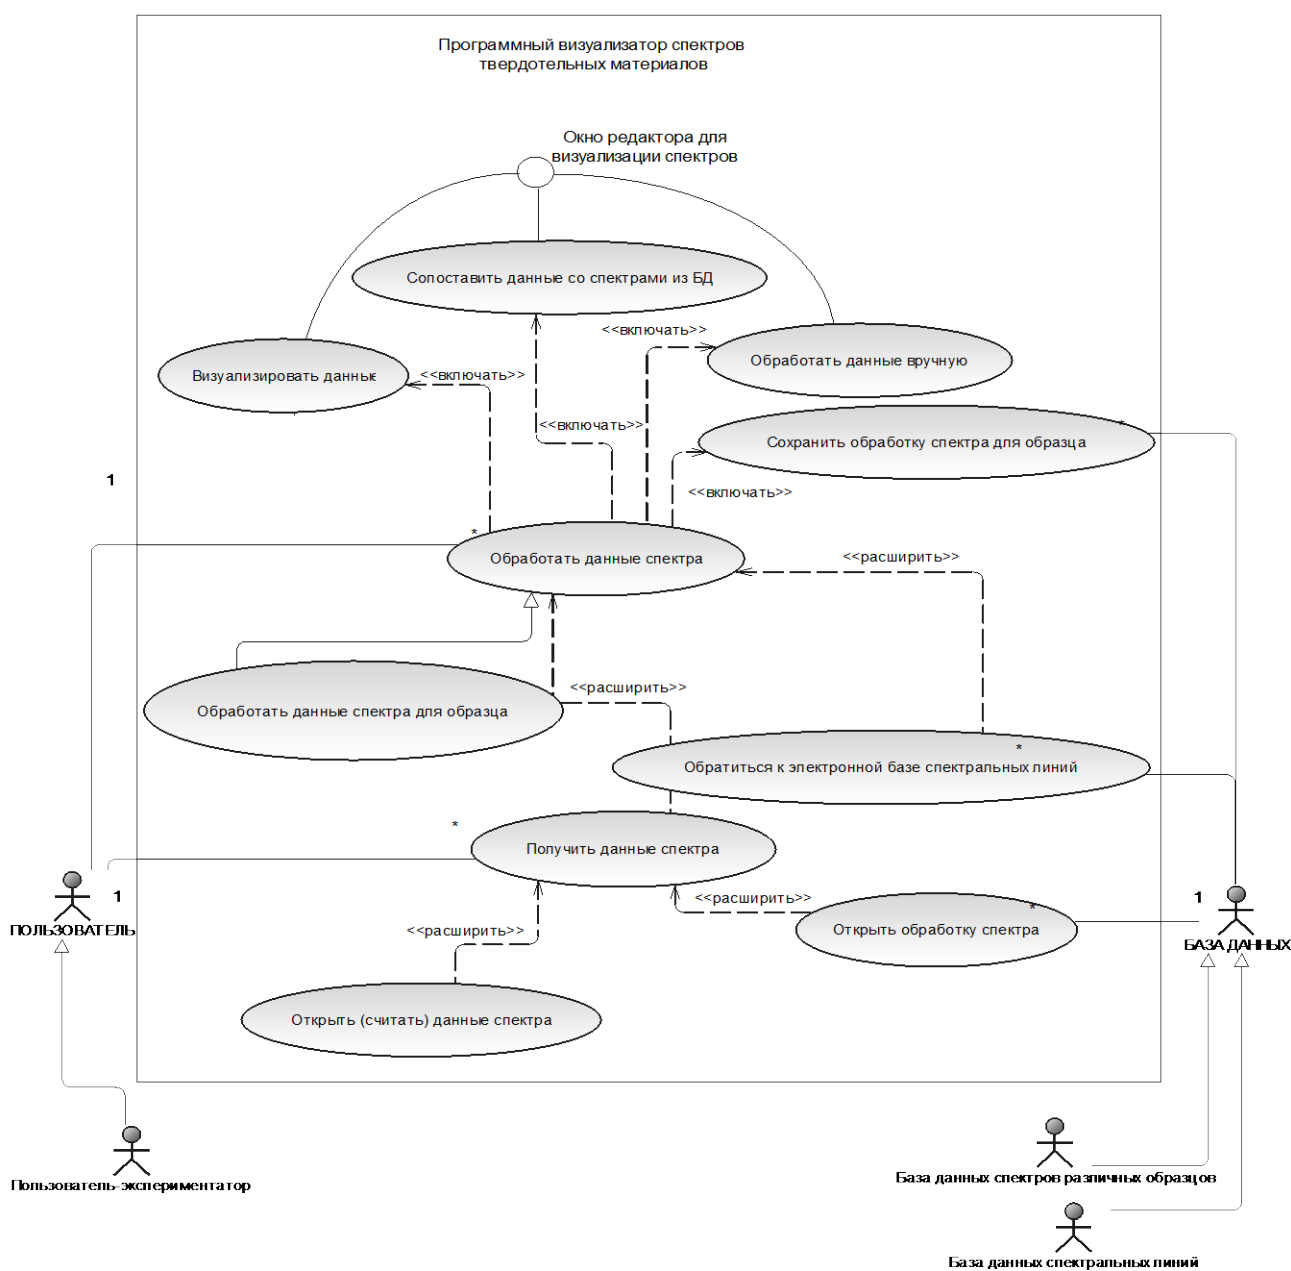 Программный визуализатор спектров
твердотельных материалов
Окно редактора для
визуализации спектров
Сопоставить данные со спектрами из БД
<<включать>>
Обработать данные вручную
Визуализировать данные
<<включать>>
<<включать>>
*
Сохранить обработку спектра для образца
1
<<включать>>
*
Обработать данные спектра
<<расширить>>
<<расширить>>
Обработать данные спектра для образца
*
Обратиться к электронной базе спектральных линий
*
Получить данные спектра
1
<<расширить>>
1
*
ПОЛЬЗОВАТЕЛЬ
<<расширить>>
Открыть обработку спектра
БАЗА ДАННЫХ
Открыть (считать) данные спектра
Пользователь-экспериментатор
База данных спектров различных образцов
База данных спектральных линий